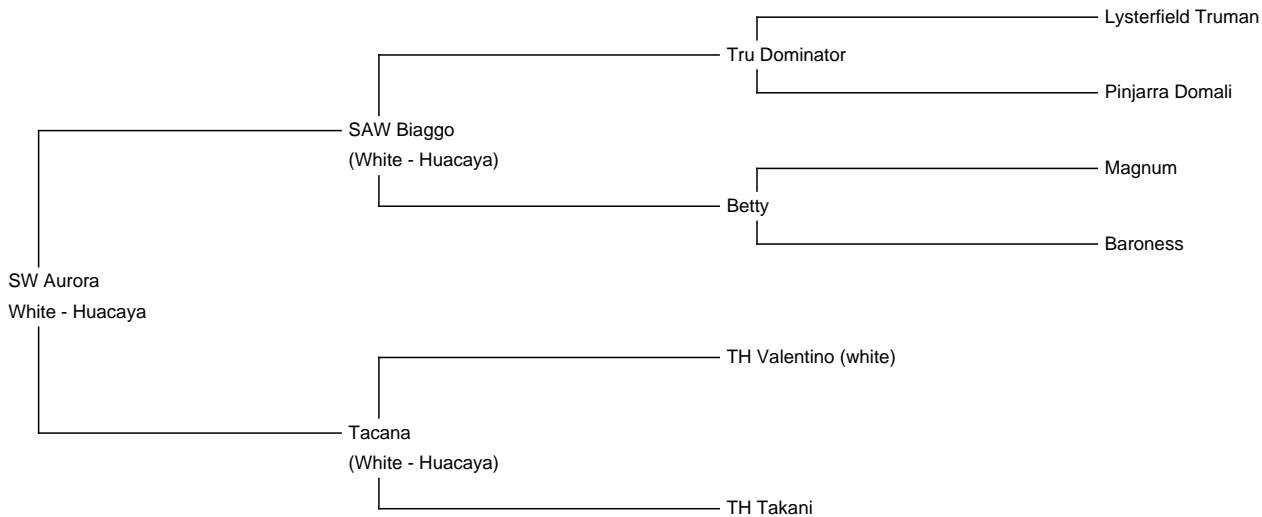 Lysterfield Truman
Tru Dominator
Pinjarra Domali
SAW Biaggo
(White - Huacaya)
Magnum
Betty
Baroness
SW Aurora
White - Huacaya
TH Valentino (white)
Tacana
(White - Huacaya)
TH Takani